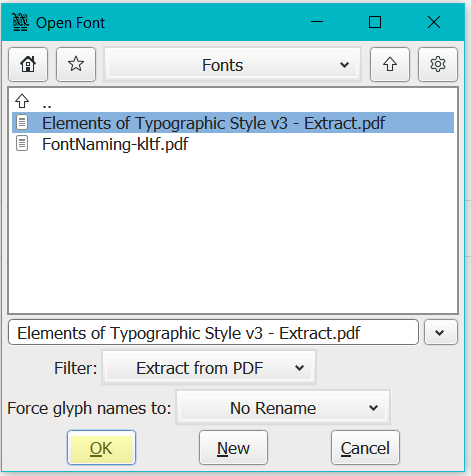 Open Font
Fonts
..
Elements of Typographic Style v3 - Extract.pdf
FontNaming-kltf.pdf
Elements of Typographic Style v3 - Extract.pdf
Filter: Extract from PDF
Force glyph names to: No Rename
OK New Cancel